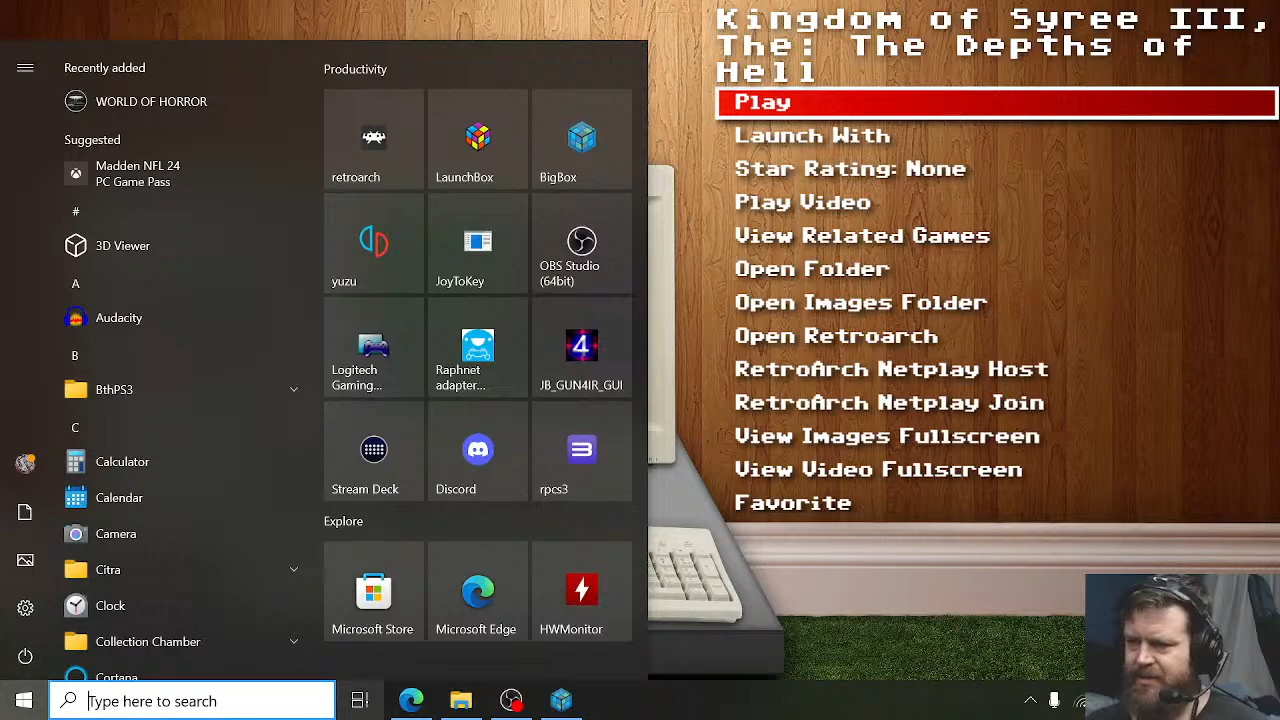 Kingdom of Syree III,
The: The Depths of
Hell
Play
Launch With
Star Rating: None
Play Video
View Related Games
Open Folder
Open Images Folder
Open Retroarch
RetroArch Netplay Host
RetroArch Netplay Join
View Images Fullscreen
View Video Fullscreen
Favorite
Recently added
WORLD OF HORROR
Suggested
Madden NFL 24
PC Game Pass
#
3D Viewer
A
Audacity
B
BthPS3
C
Calculator
Calendar
Camera
Citra
Clock
Collection Chamber
Cortana
Productivity
retroarch
LaunchBox
BigBox
yuzu
JoyToKey
OBS Studio
(64bit)
Logitech
Gaming...
Raphnet
adapter...
4
JB_GUN4IR_GUI
Stream Deck
Discord
rpcs3
Explore
Microsoft Store
Microsoft Edge
HWMonitor
Type here to search